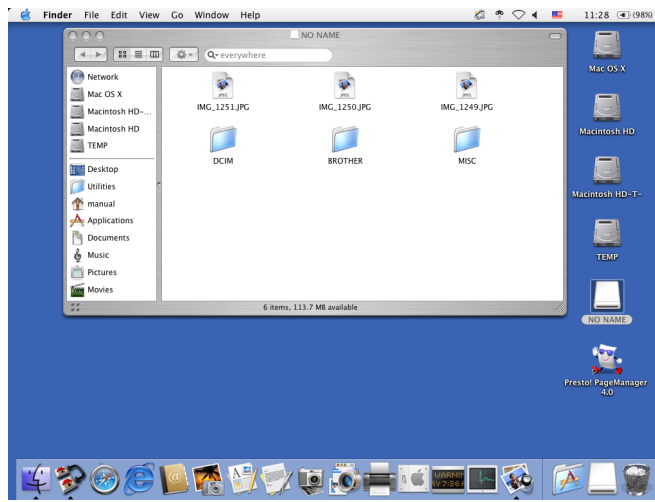 Finder File Edit View Go Window Help 11:28 (98%)
NO NAME
everywhere
Network
Mac OS X
Macintosh HD-...
Macintosh HD
TEMP
Desktop
Utilities
manual
Applications
Documents
Music
Pictures
Movies
JPEG JPEG JPEG
IMG_1251.JPG IMG_1250.JPG IMG_1249.JPG
DCIM BROTHER MISC
6 items, 113.7 MB available
Mac OS X
Macintosh HD
Macintosh HD-T-
TEMP
NO NAME
Presto! PageManager
4.0